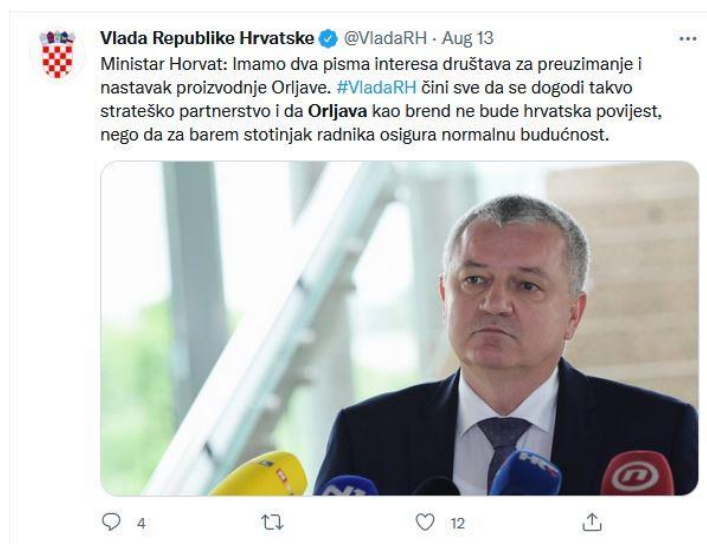 Vlada Republike Hrvatske @VladaRH · Aug 13
Ministar Horvat: Imamo dva pisma interesa društava za preuzimanje i
nastavak proizvodnje Orljave. #VladaRH čini sve da se dogodi takvo
strateško partnerstvo i da Orljava kao brend ne bude hrvatska povijest,
nego da za barem stotinjak radnika osigura normalnu budućnost.
4 12